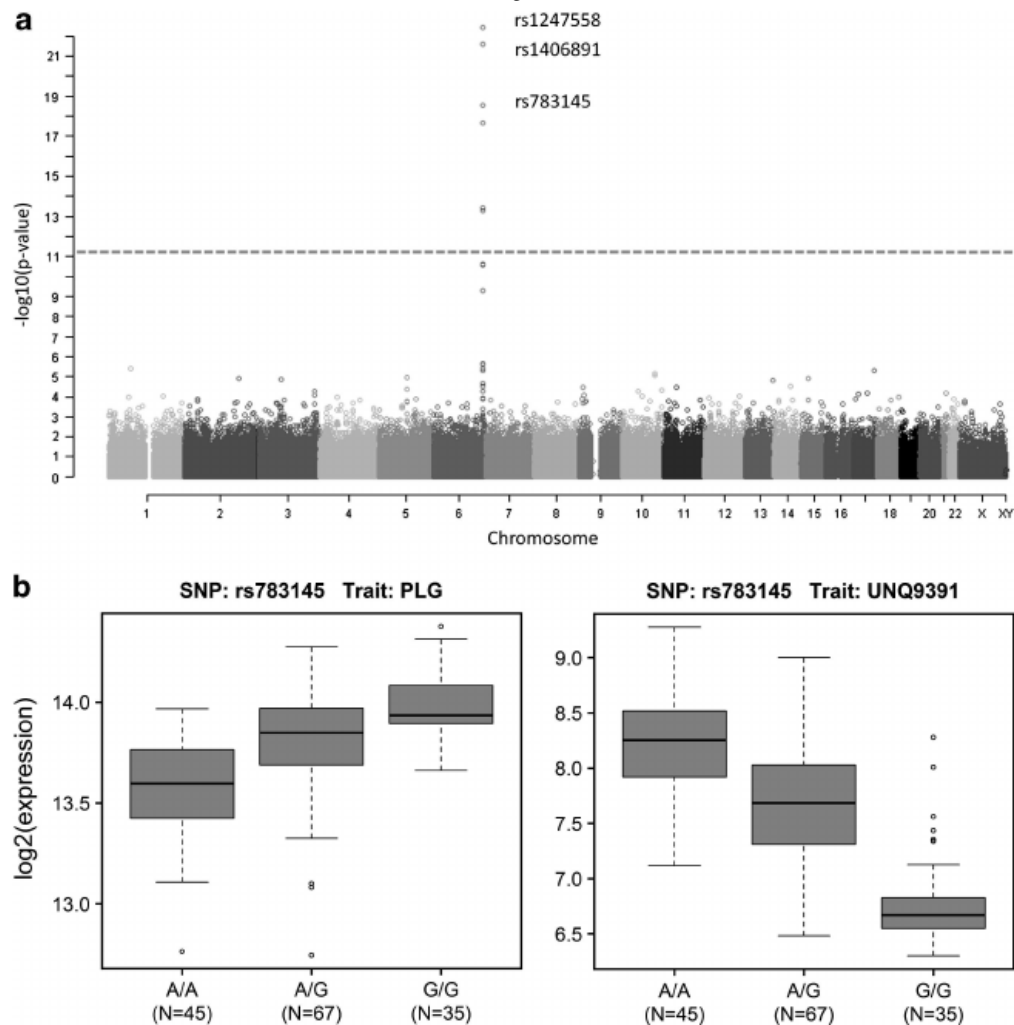 a
rs1247558
rs1406891
rs783145
21
19
17
15
13
11
9
8
7
6
5
4
3
2
1
0
-log10(p-value)
1 2 3 4 5 6 7 8 9 10 11 12 13 14 15 16 18 20 22 X XY
Chromosome
b
SNP: rs783145 Trait: PLG
14.0
13.5
13.0
log2(expression)
A/A A/G G/G
(N=45) (N=67) (N=35)
SNP: rs783145 Trait: UNQ9391
9.0
8.5
8.0
7.5
7.0
6.5
A/A A/G G/G
(N=45) (N=67) (N=35)